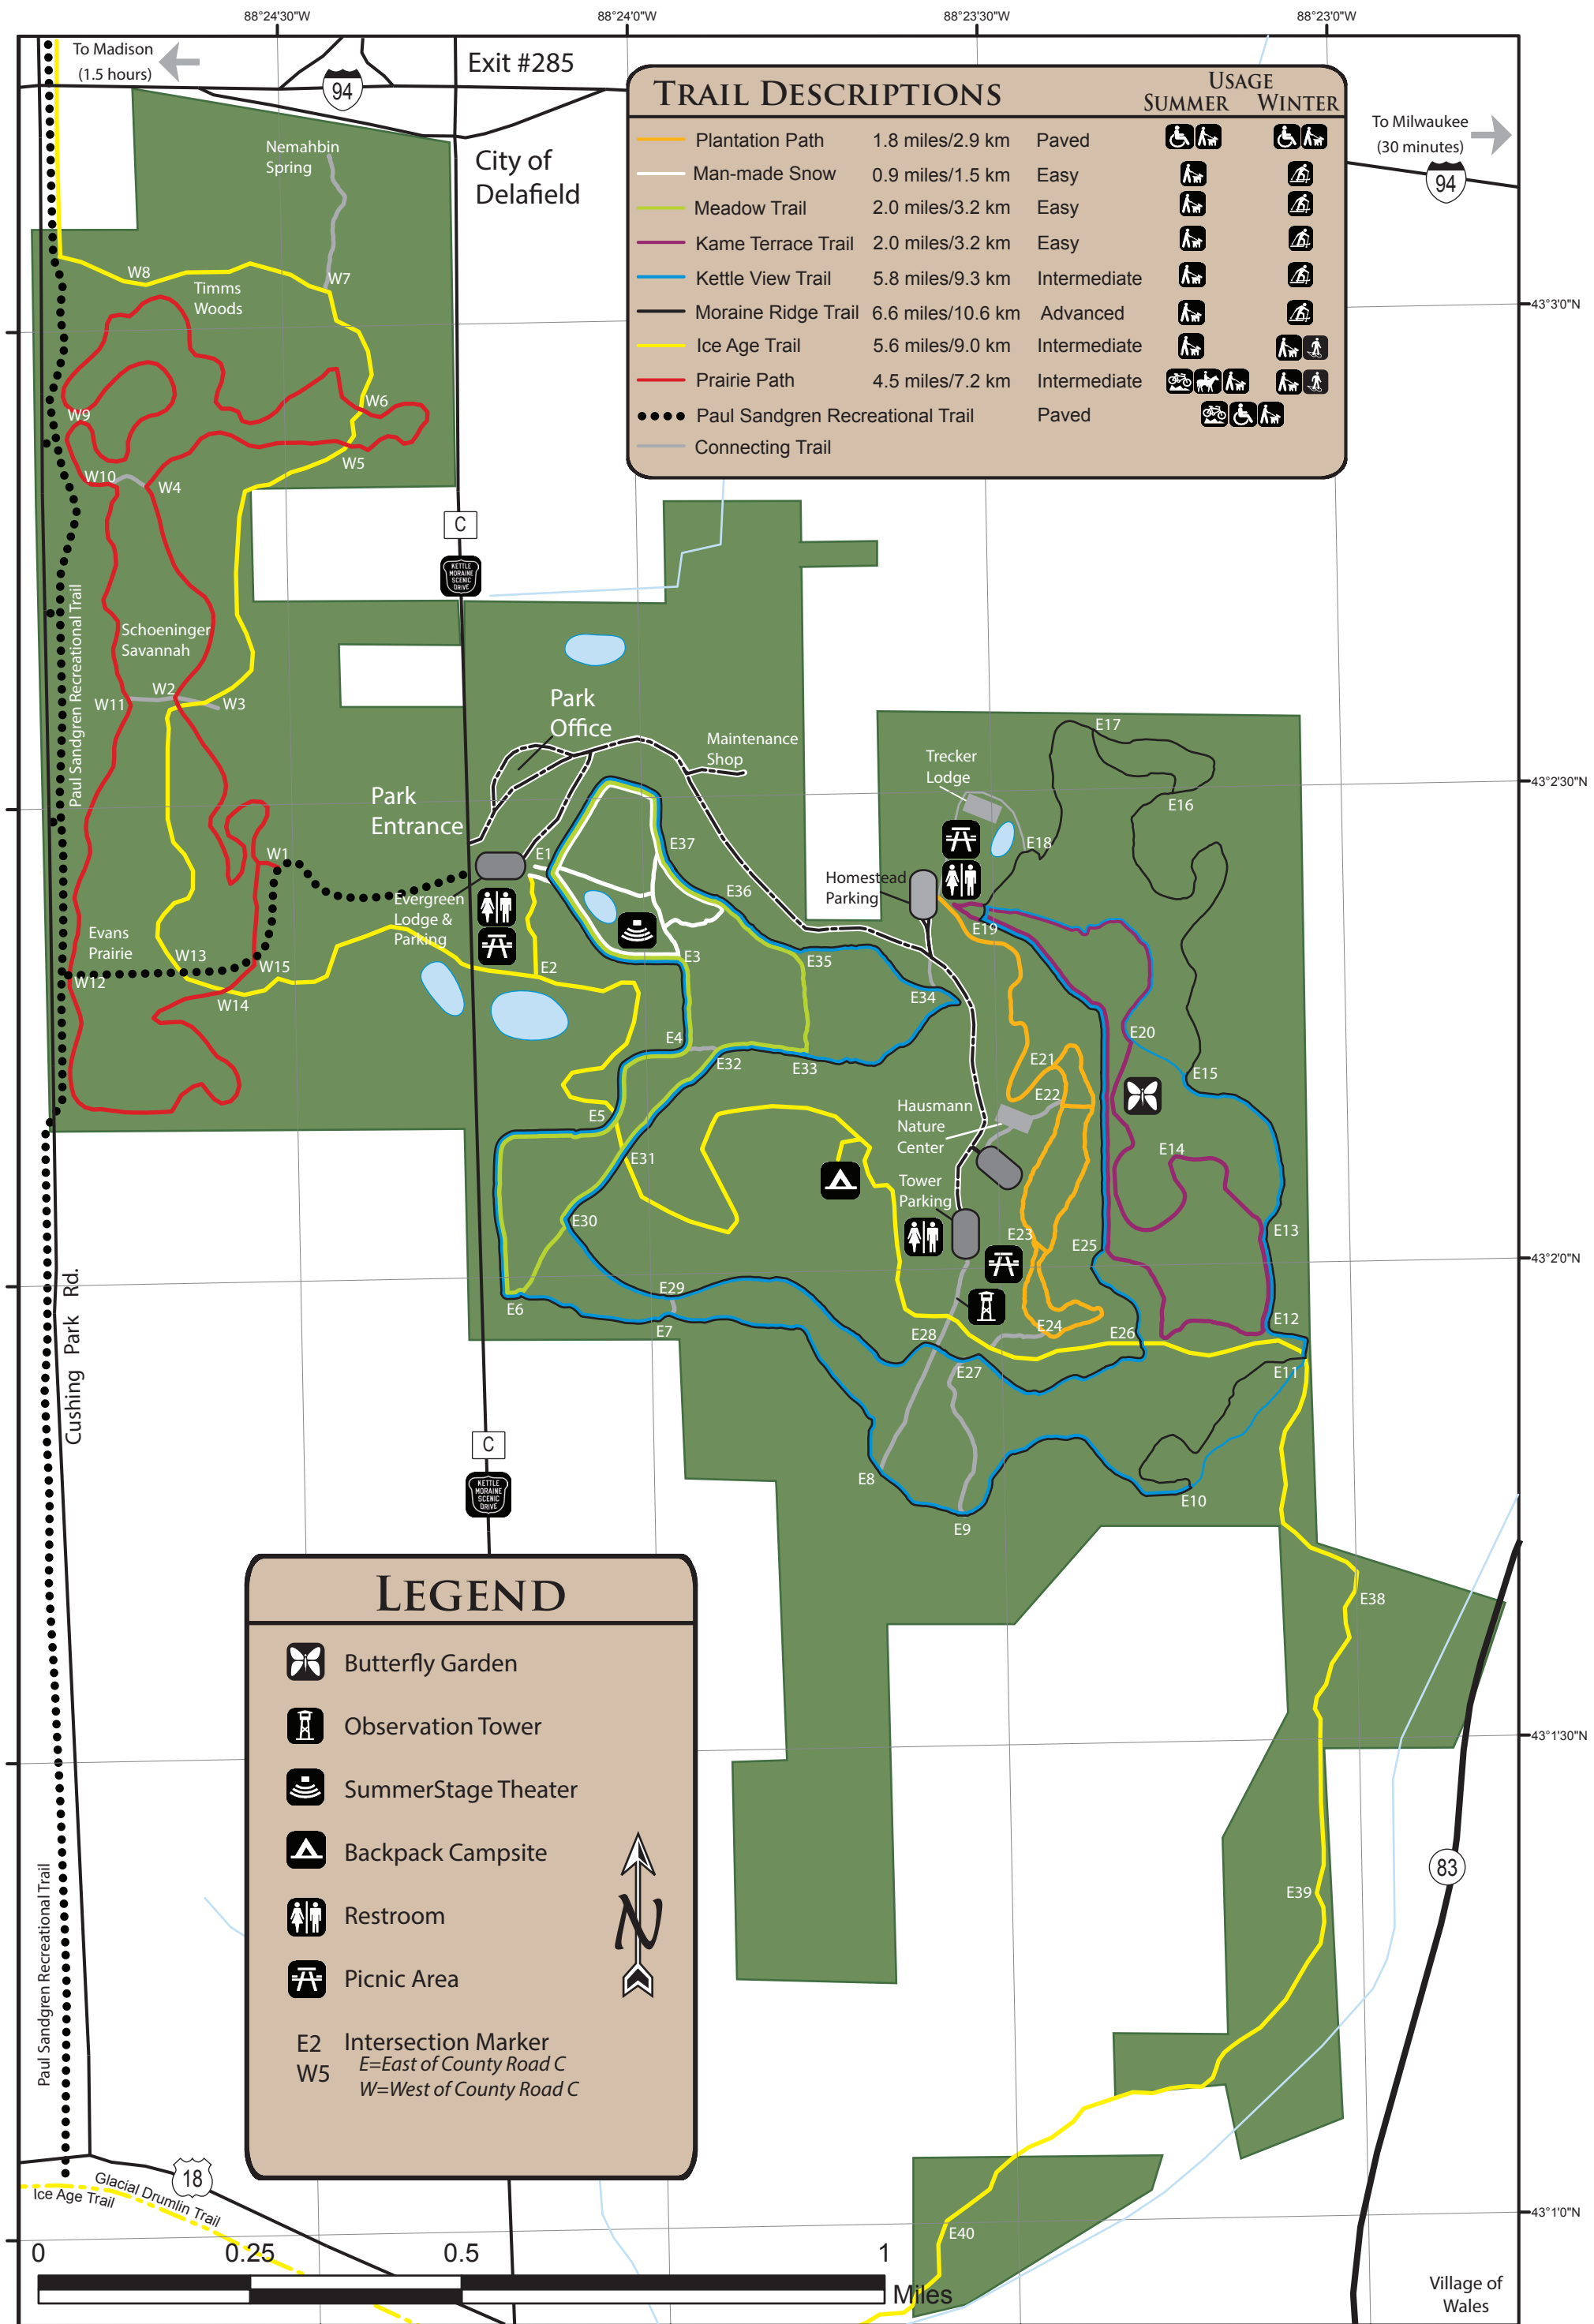 88°24'30"W
88°24'0"W
88°23'30"W
88°23'0"W
To Madison
(1.5 hours)
94
Exit #285
City of
Delafield
TRAIL DESCRIPTIONS
USAGE
SUMMER WINTER
Plantation Path 1.8 miles/2.9 km Paved
Man-made Snow 0.9 miles/1.5 km Easy
Meadow Trail 2.0 miles/3.2 km Easy
Kame Terrace Trail 2.0 miles/3.2 km Easy
Kettle View Trail 5.8 miles/9.3 km Intermediate
Moraine Ridge Trail 6.6 miles/10.6 km Advanced
Ice Age Trail 5.6 miles/9.0 km Intermediate
Prairie Path 4.5 miles/7.2 km Intermediate
Paul Sandgren Recreational Trail Paved
Connecting Trail
To Milwaukee
(30 minutes)
94
43°3'0"N
43°2'30"N
43°2'0"N
43°1'30"N
43°1'0"N
Nemahbin
Spring
W8
W7
Timms
Woods
W6
W9
W5
W10
W4
C
KETTLE
MORAINE
SCENIC
DRIVE
Paul Sandgren Recreational Trail
Schoeninger
Savannah
W2
W11
W3
Park
Office
Maintenance
Shop
Park
Entrance
W1
E1
E37
E36
Evergreen
Lodge &
Parking
Evans
Prairie
W13
W15
W12
W14
E2
E3
E35
E34
E4
E32
E33
E5
E31
E30
E29
E6
E7
Trecker
Lodge
E17
E16
E18
Homestead
Parking
E19
E20
E15
E21
E22
Hausmann
Nature
Center
E14
Tower
Parking
E23
E25
E13
E12
E24
E26
E28
E27
E11
E8
E10
E9
E38
E39
E40
Cushing Park Rd.
C
KETTLE
MORAINE
SCENIC
DRIVE
Paul Sandgren Recreational Trail
LEGEND
Butterfly Garden
Observation Tower
SummerStage Theater
Backpack Campsite
Restroom
Picnic Area
E2 Intersection Marker
E=East of County Road C
W5
W=West of County Road C
N
83
18
Glacial Drumlin Trail
Ice Age Trail
0 0.25 0.5 1
Miles
Village of
Wales